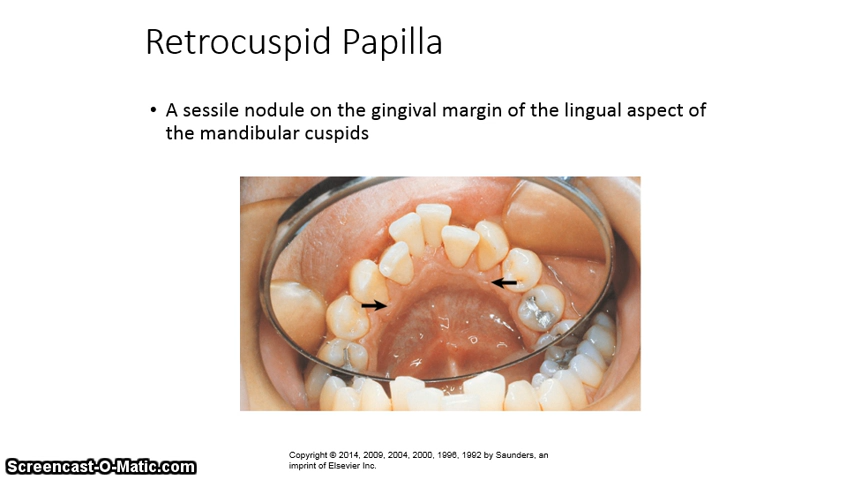 Retrocuspid Papilla
• A sessile nodule on the gingival margin of the lingual aspect of
the mandibular cuspids
Copyright © 2014, 2009, 2004, 2000, 1996, 1992 by Saunders, an
imprint of Elsevier Inc.
Screencast-O-Matic.com